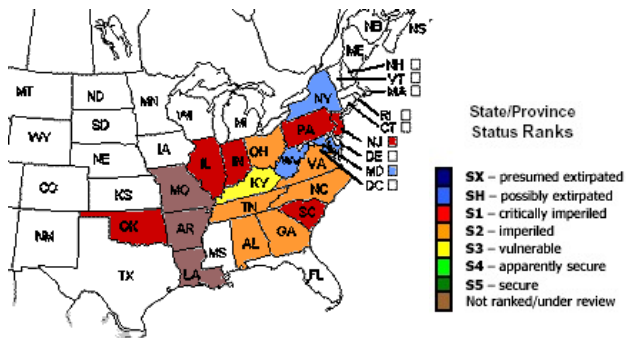 NB
NS
ME
NH
VT
MA
MT
ND
MN
NY
SD
WI
MI
RI
CT
WY
IA
PA
NJ
NE
OH
DE
IL
IN
MD
CO
WV
VA
DC
KS
MO
KY
NC
TN
OK
AR
SC
NM
MS
AL
GA
TX
LA
FL
State/Province
Status Ranks
SX – presumed extirpated
SH – possibly extirpated
S1 – critically imperiled
S2 – imperiled
S3 – vulnerable
S4 – apparently secure
S5 – secure
Not ranked/under review